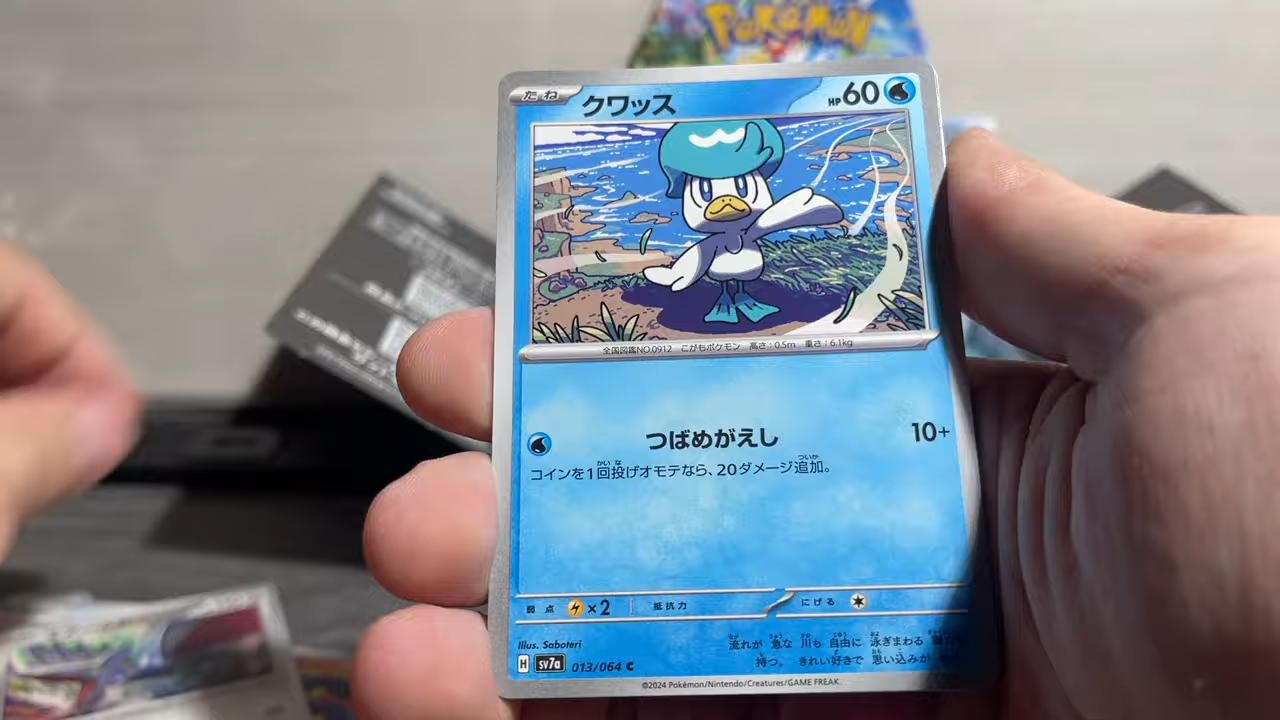 Pokémon
たね
クワッス
HP60
全国図鑑NO.0912 こがもポケモン 高さ:0.5m 重さ:6.1kg
つばめがえし 10+
コインを1回投げオモテなら、20ダメージ追加。
弱点 ×2 抵抗力 にげる
Illus. Saboteri
流れが 急な 川も 自由に 泳ぎまわる
持つ。 きれい好きで 思い込みが
H sv7a 013/064 C
©2024 Pokémon/Nintendo/Creatures/GAME FREAK.